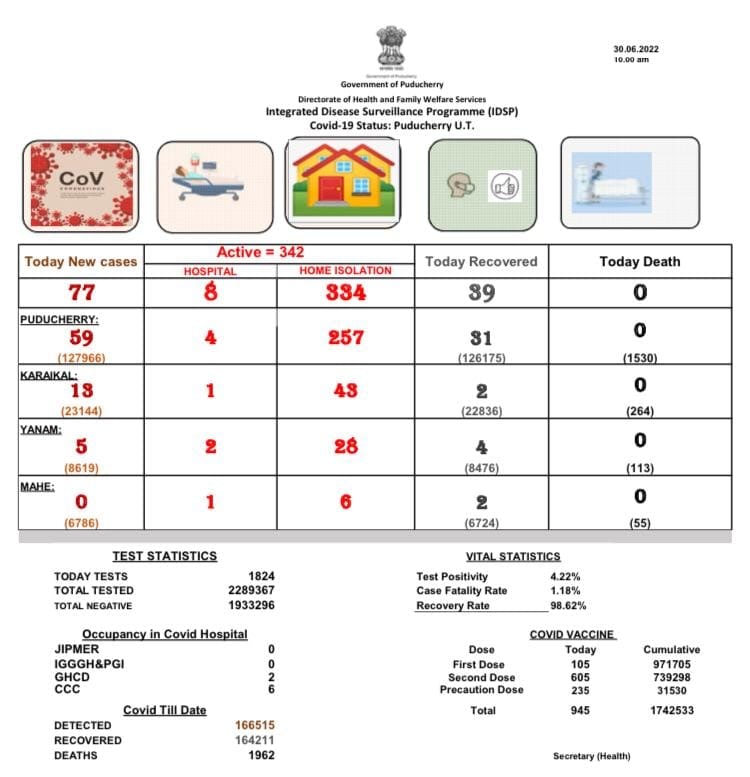 30.06.2022
10.00 am
Government of Puducherry
Government of Puducherry
Directorate of Health and Family Welfare Services
Integrated Disease Surveillance Programme (IDSP)
Covid-19 Status: Puducherry U.T.
CoV
CORONAVIRUS
Today New cases
Active = 342
HOSPITAL
HOME ISOLATION
Today Recovered
Today Death
77 8 334 39 0
PUDUCHERRY:
59 4 257 31 0
(127966) (126175) (1530)
KARAIKAL:
13 1 43 2 0
(23144) (22836) (264)
YANAM:
5 2 28 4 0
(8619) (8476) (113)
MAHE:
0 1 6 2 0
(6786) (6724) (55)
TEST STATISTICS
TODAY TESTS 1824
TOTAL TESTED 2289367
TOTAL NEGATIVE 1933296
VITAL STATISTICS
Test Positivity 4.22%
Case Fatality Rate 1.18%
Recovery Rate 98.62%
Occupancy in Covid Hospital
JIPMER 0
IGGGH&PGI 0
GHCD 2
CCC 6
COVID VACCINE
Dose Today Cumulative
First Dose 105 971705
Second Dose 605 739298
Precaution Dose 235 31530
Total 945 1742533
Covid Till Date
DETECTED 166515
RECOVERED 164211
DEATHS 1962
Secretary (Health)